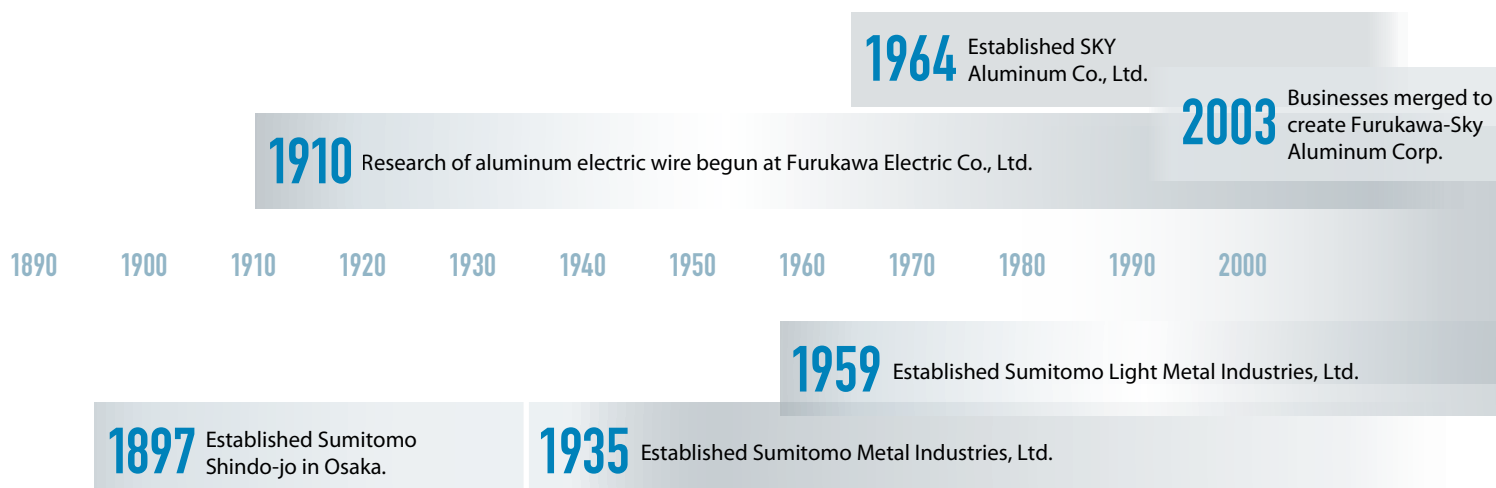 1964 Established SKY
Aluminum Co., Ltd.
2003 Businesses merged to
create Furukawa-Sky
Aluminum Corp.
1910 Research of aluminum electric wire begun at Furukawa Electric Co., Ltd.
1890 1900 1910 1920 1930 1940 1950 1960 1970 1980 1990 2000
1959 Established Sumitomo Light Metal Industries, Ltd.
1897 Established Sumitomo
Shindo-jo in Osaka.
1935 Established Sumitomo Metal Industries, Ltd.